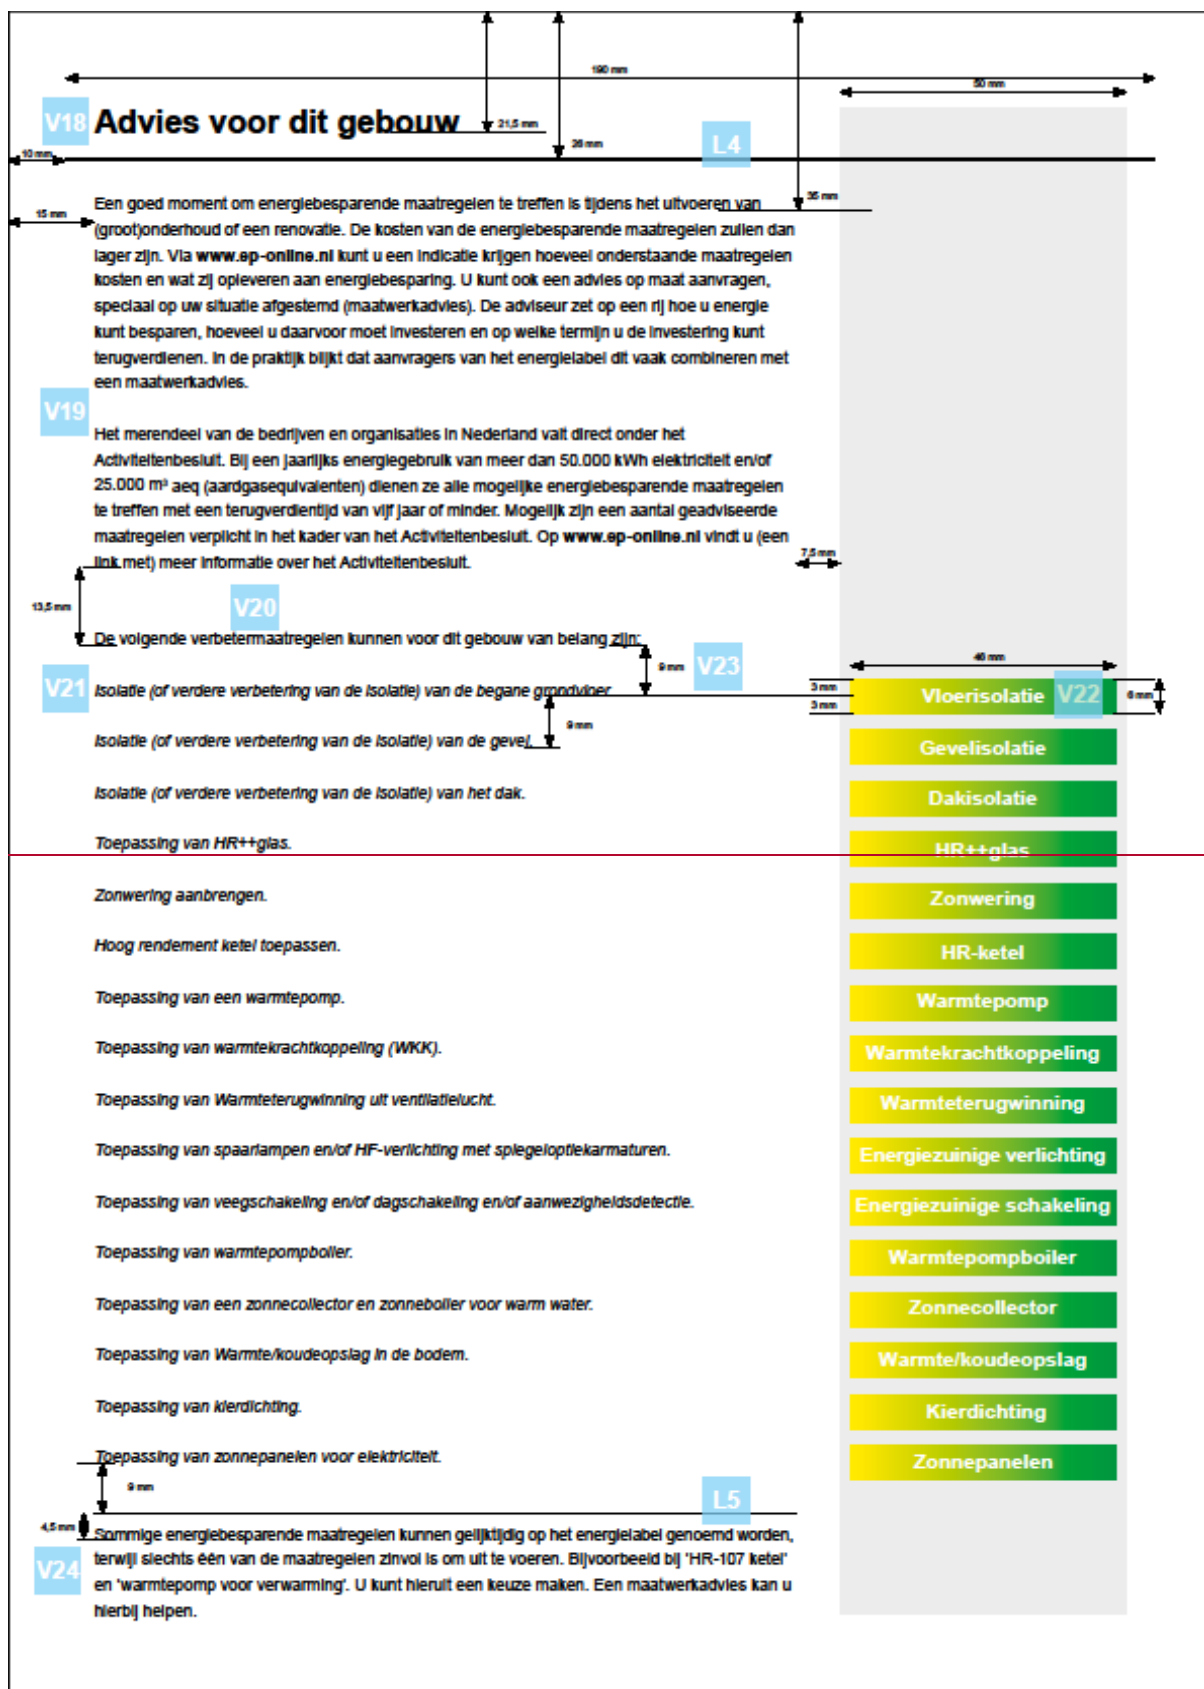 190 mm
50 mm
V18 Advies voor dit gebouw
21,5 mm
26 mm
L4
10 mm
35 mm
15 mm
Een goed moment om energiebesparende maatregelen te treffen is tijdens het uitvoeren van
(groot)onderhoud of een renovatie. De kosten van de energiebesparende maatregelen zullen dan
lager zijn. Via www.ep-online.nl kunt u een indicatie krijgen hoeveel onderstaande maatregelen
kosten en wat zij opleveren aan energiebesparing. U kunt ook een advies op maat aanvragen,
speciaal op uw situatie afgestemd (maatwerkadvies). De adviseur zet op een rij hoe u energie
kunt besparen, hoeveel u daarvoor moet investeren en op welke termijn u de investering kunt
terugverdienen. In de praktijk blijkt dat aanvragers van het energielabel dit vaak combineren met
een maatwerkadvies.
V19
Het merendeel van de bedrijven en organisaties in Nederland valt direct onder het
Activiteitenbesluit. Bij een jaarlijks energiegebruik van meer dan 50.000 kWh elektriciteit en/of
25.000 m³ aeq (aardgasequivalenten) dienen ze alle mogelijke energiebesparende maatregelen
te treffen met een terugverdientijd van vijf jaar of minder. Mogelijk zijn een aantal geadviseerde
maatregelen verplicht in het kader van het Activiteitenbesluit. Op www.ep-online.nl vindt u (een
link met) meer informatie over het Activiteitenbesluit.
7,5 mm
13,5 mm
V20
De volgende verbetermaatregelen kunnen voor dit gebouw van belang zijn:
9 mm
V23
46 mm
V21 Isolatie (of verdere verbetering van de isolatie) van de begane grondvloer.
3 mm
3 mm
Vloerisolatie V22
6 mm
9 mm
Isolatie (of verdere verbetering van de isolatie) van de gevel.
Gevelisolatie
Isolatie (of verdere verbetering van de isolatie) van het dak.
Dakisolatie
Toepassing van HR++glas.
HR++glas
Zonwering aanbrengen.
Zonwering
Hoog rendement ketel toepassen.
HR-ketel
Toepassing van een warmtepomp.
Warmtepomp
Toepassing van warmtekrachtkoppeling (WKK).
Warmtekrachtkoppeling
Toepassing van Warmteterugwinning uit ventilatielucht.
Warmteterugwinning
Toepassing van spaarlampen en/of HF-verlichting met spiegeloptiekarmaturen.
Energiezuinige verlichting
Toepassing van veegschakeling en/of dagschakeling en/of aanwezigheidsdetectie.
Energiezuinige schakeling
Toepassing van warmtepompboiler.
Warmtepompboiler
Toepassing van een zonnecollector en zonneboiler voor warm water.
Zonnecollector
Toepassing van Warmte/koudeopslag in de bodem.
Warmte/koudeopslag
Toepassing van kierdichting.
Kierdichting
Toepassing van zonnepanelen voor elektriciteit.
Zonnepanelen
9 mm
L5
4,5 mm
V24
Sommige energiebesparende maatregelen kunnen gelijktijdig op het energielabel genoemd worden,
terwijl slechts één van de maatregelen zinvol is om uit te voeren. Bijvoorbeeld bij 'HR-107 ketel'
en 'warmtepomp voor verwarming'. U kunt hieruit een keuze maken. Een maatwerkadvies kan u
hierbij helpen.